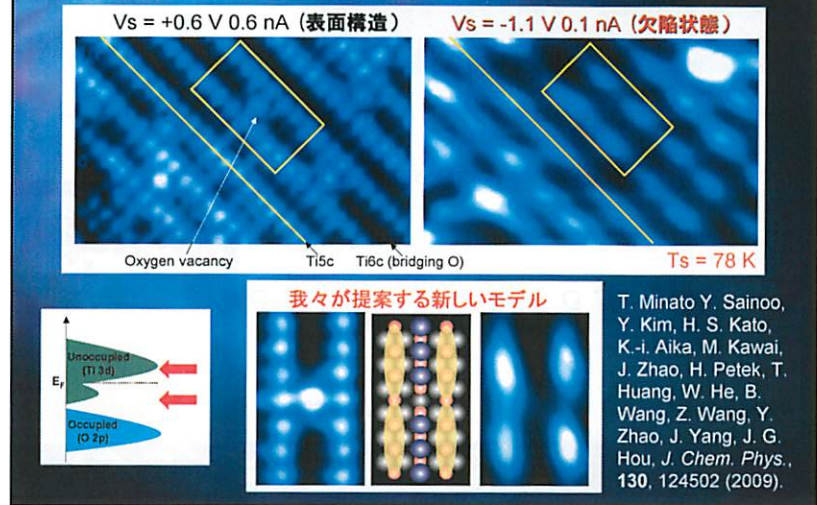 Vs = +0.6 V 0.6 nA (表面構造)
Vs = -1.1 V 0.1 nA (欠陥状態)
Oxygen vacancy
Ti5c
Ti6c (bridging O)
Ts = 78 K
Unoccupied
(Ti 3d)
E_F
Occupied
(O 2p)
我々が提案する新しいモデル
T. Minato Y. Sainoo,
Y. Kim, H. S. Kato,
K.-i. Aika, M. Kawai,
J. Zhao, H. Petek, T.
Huang, W. He, B.
Wang, Z. Wang, Y.
Zhao, J. Yang, J. G.
Hou, J. Chem. Phys.,
130, 124502 (2009).